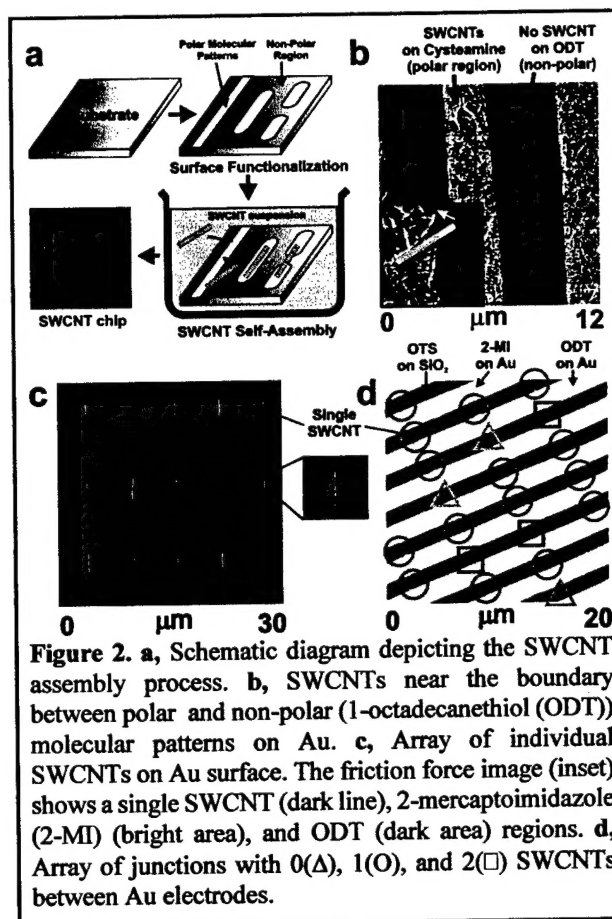 a
Polar Molecular
Patterns
Non-Polar
Region
Substrate
Surface Functionalization
SWCNT suspension
SWCNT chip
SWCNT Self-Assembly
b
SWCNTs
on Cysteamine
(polar region)
No SWCNT
on ODT
(non-polar)
0 μm 12
c
Single
SWCNT
0 μm 30
d
OTS
on SiO₂
2-MI
on Au
ODT
on Au
0 μm 20
Figure 2. a, Schematic diagram depicting the SWCNT
assembly process. b, SWCNTs near the boundary
between polar and non-polar (1-octadecanethiol (ODT))
molecular patterns on Au. c, Array of individual
SWCNTs on Au surface. The friction force image (inset)
shows a single SWCNT (dark line), 2-mercaptoimidazole
(2-MI) (bright area), and ODT (dark area) regions. d,
Array of junctions with 0(Δ), 1(O), and 2(□) SWCNTs
between Au electrodes.